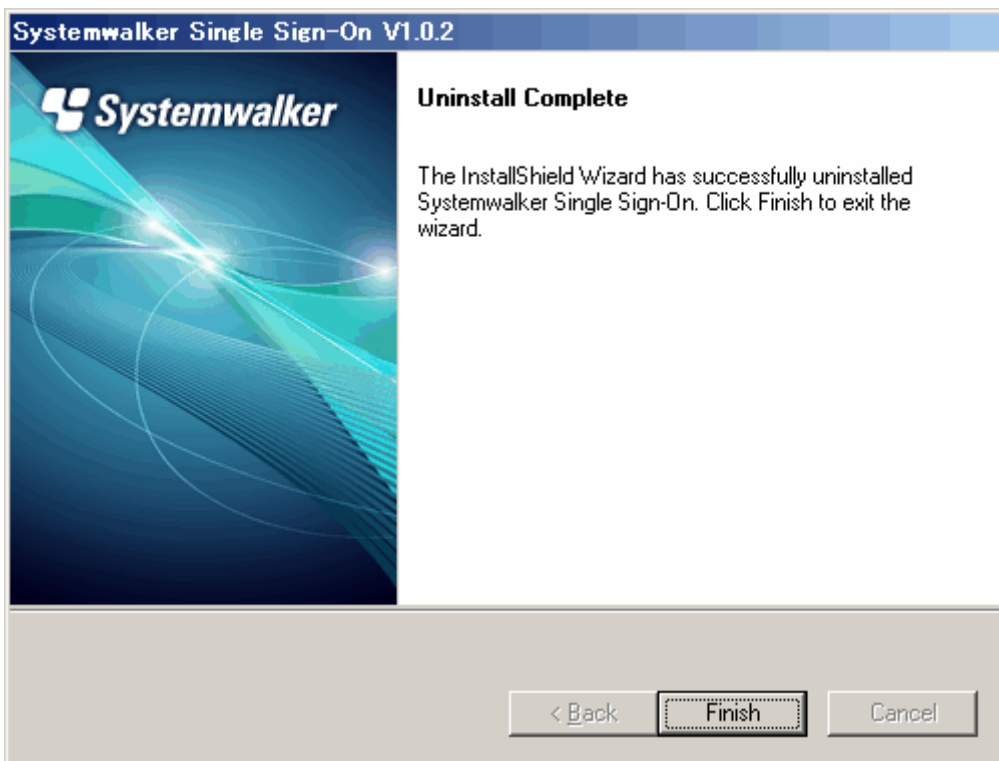 Systemwalker Single Sign-On V1.0.2
Systemwalker
Uninstall Complete
The InstallShield Wizard has successfully uninstalled
Systemwalker Single Sign-On. Click Finish to exit the
wizard.
< Back
Finish
Cancel